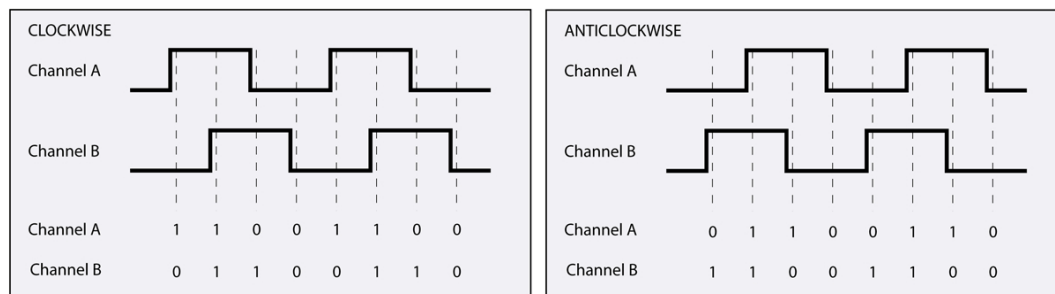 CLOCKWISE
Channel A
Channel B
Channel A 1 1 0 0 1 1 0 0
Channel B 0 1 1 0 0 1 1 0
ANTICLOCKWISE
Channel A
Channel B
Channel A 0 1 1 0 0 1 1 0
Channel B 1 1 0 0 1 1 0 0